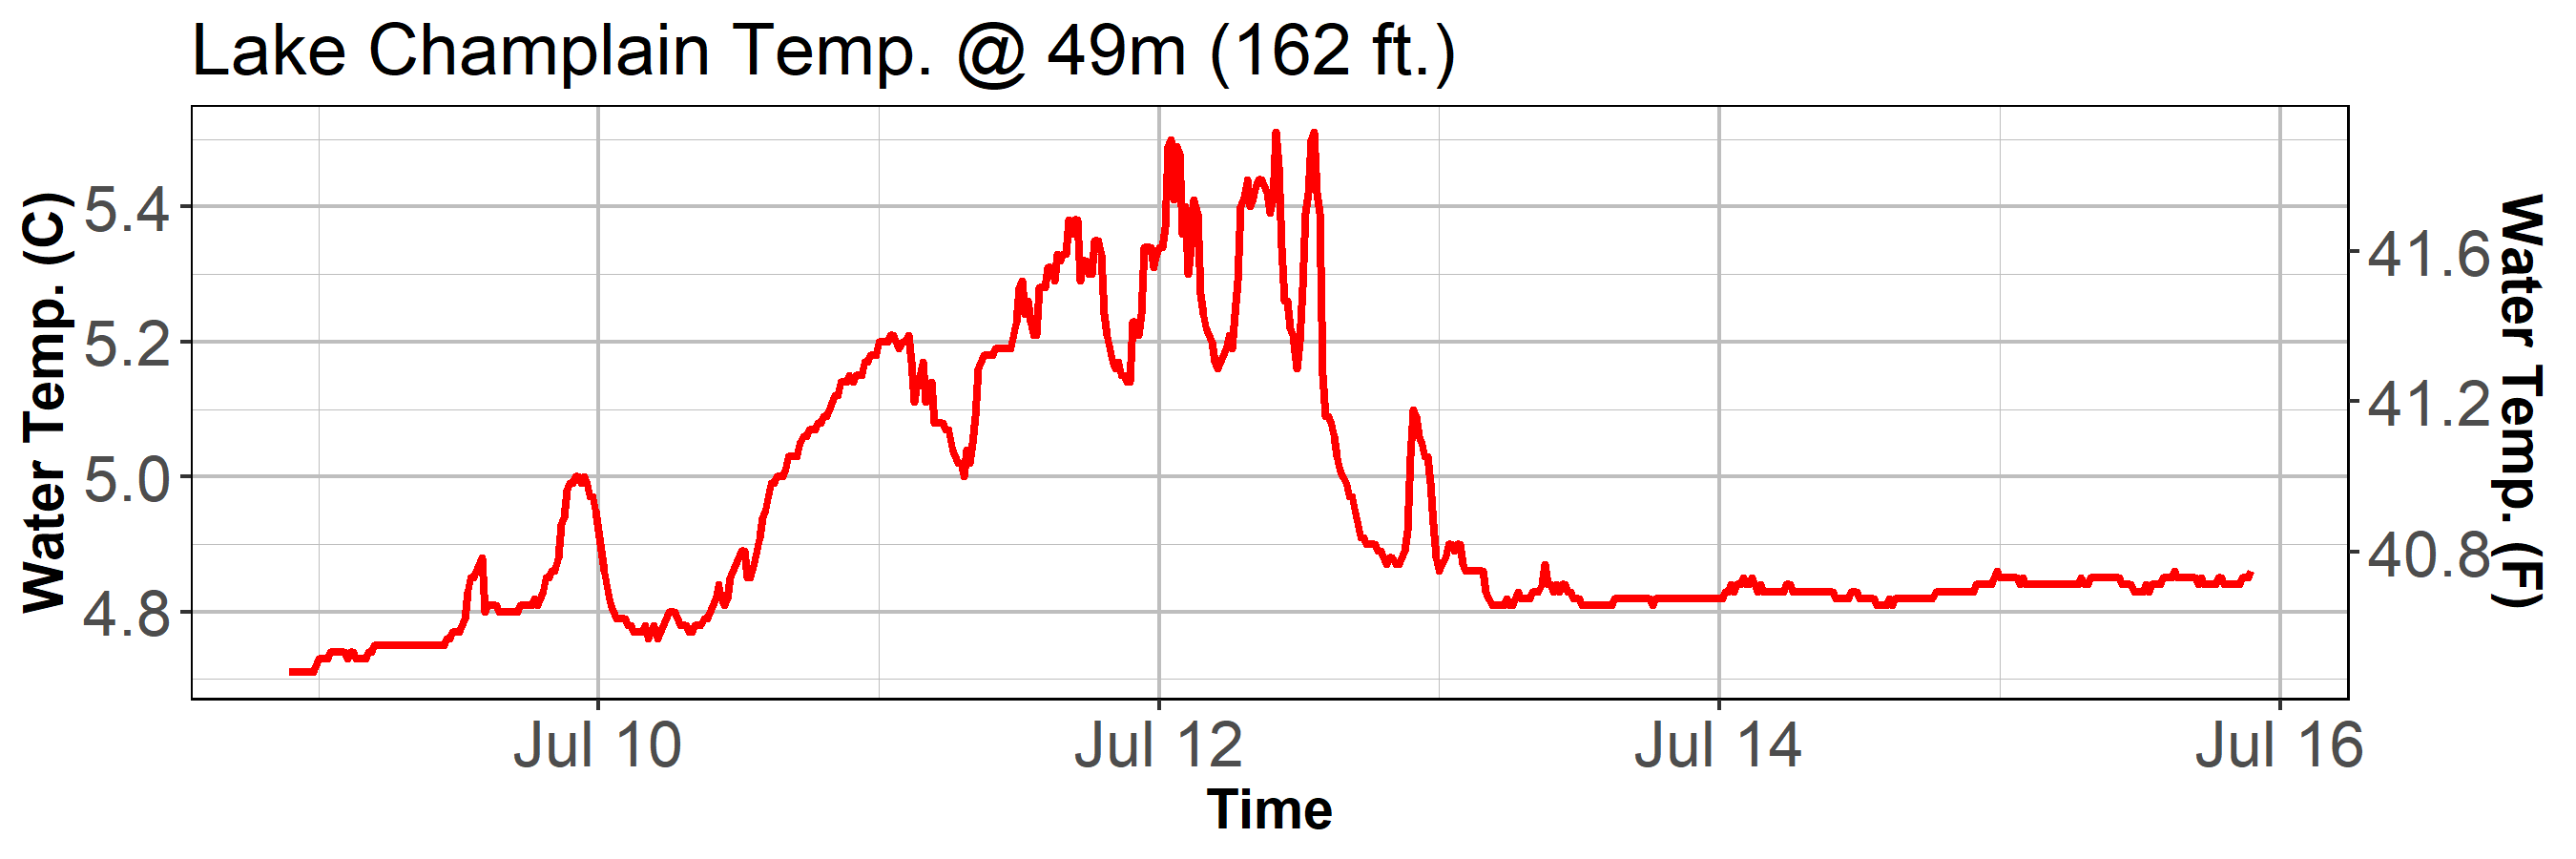 Lake Champlain Temp. @ 49m (162 ft.)
Water Temp. (C)
5.4
5.2
5.0
4.8
41.6
41.2
40.8
Water Temp. (F)
Jul 10 Jul 12 Jul 14 Jul 16
Time